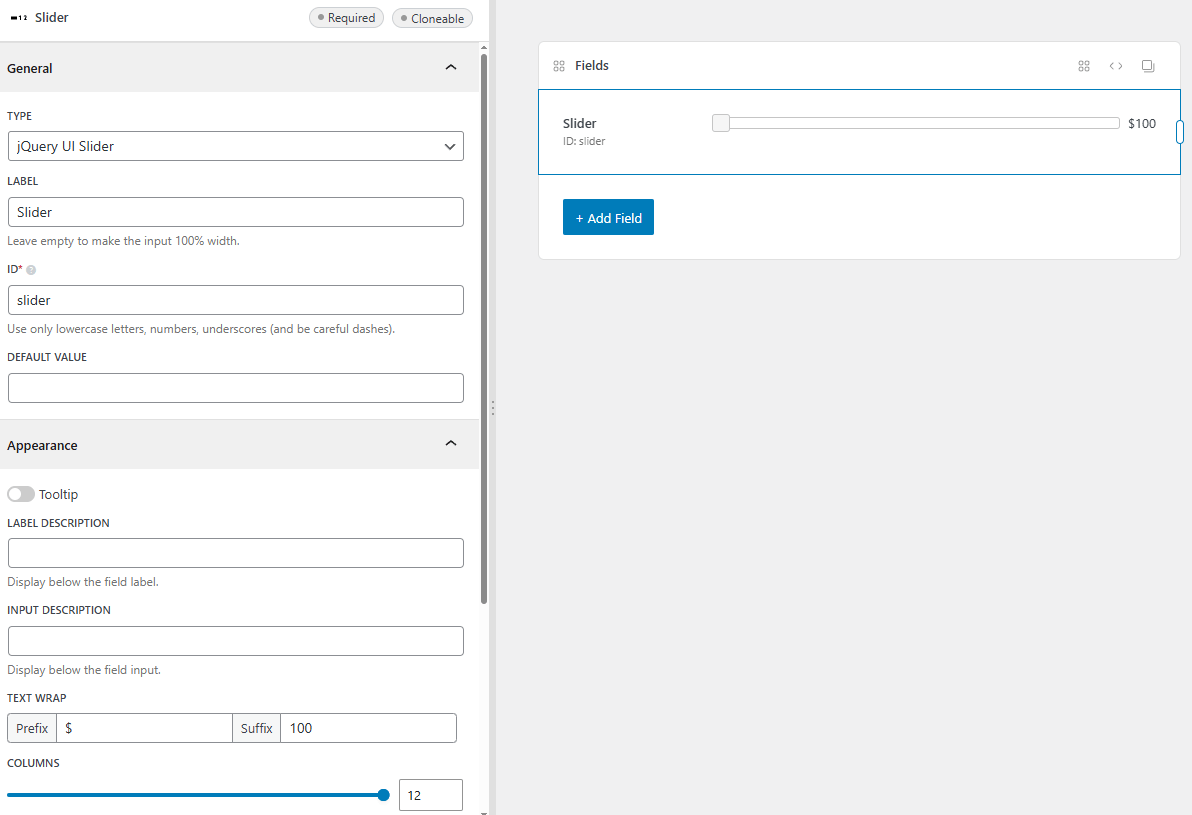 Slider
Required
Cloneable
General
TYPE
jQuery UI Slider
LABEL
Slider
Leave empty to make the input 100% width.
ID*
slider
Use only lowercase letters, numbers, underscores (and be careful dashes).
DEFAULT VALUE
Appearance
Tooltip
LABEL DESCRIPTION
Display below the field label.
INPUT DESCRIPTION
Display below the field input.
TEXT WRAP
Prefix $ Suffix 100
COLUMNS
12
Fields
Slider $100
ID: slider
+ Add Field